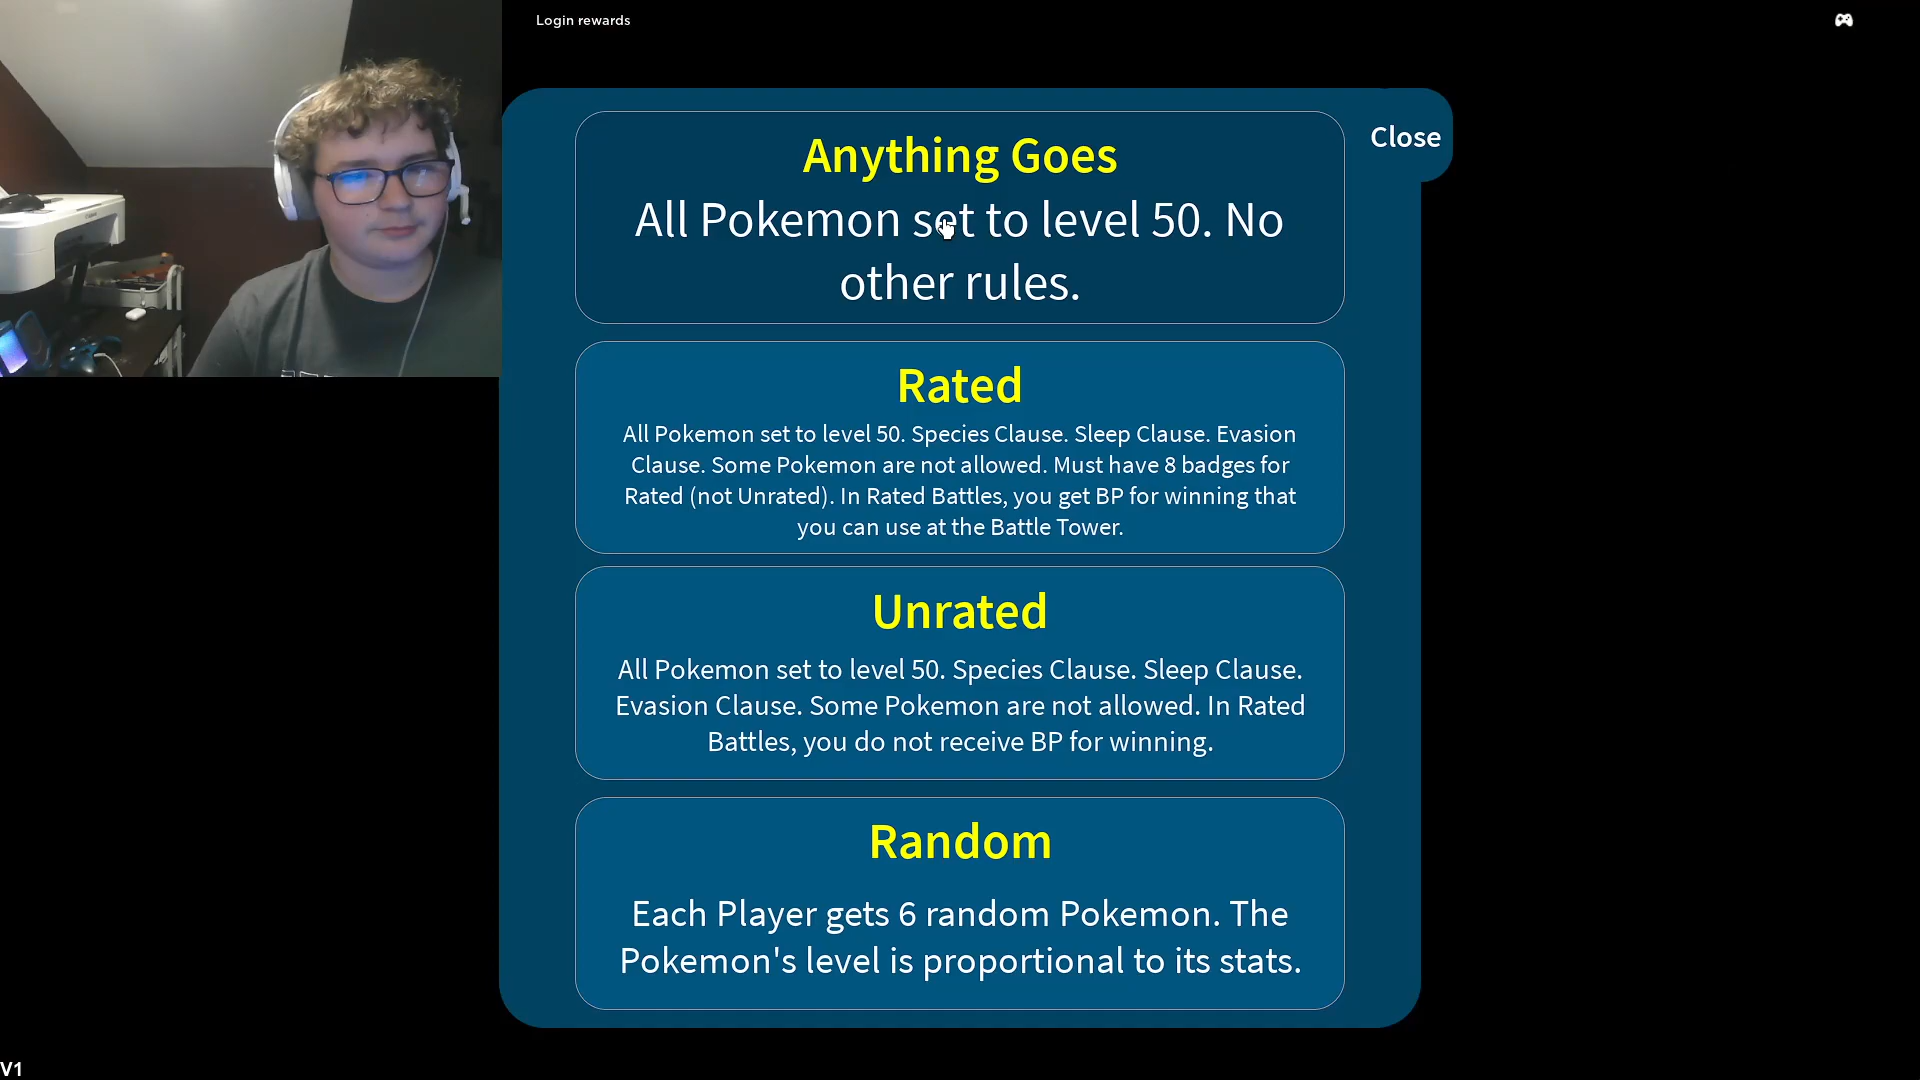 Login rewards
Close
Anything Goes
All Pokemon set to level 50. No
other rules.
Rated
All Pokemon set to level 50. Species Clause. Sleep Clause. Evasion
Clause. Some Pokemon are not allowed. Must have 8 badges for
Rated (not Unrated). In Rated Battles, you get BP for winning that
you can use at the Battle Tower.
Unrated
All Pokemon set to level 50. Species Clause. Sleep Clause.
Evasion Clause. Some Pokemon are not allowed. In Rated
Battles, you do not receive BP for winning.
Random
Each Player gets 6 random Pokemon. The
Pokemon's level is proportional to its stats.
V1